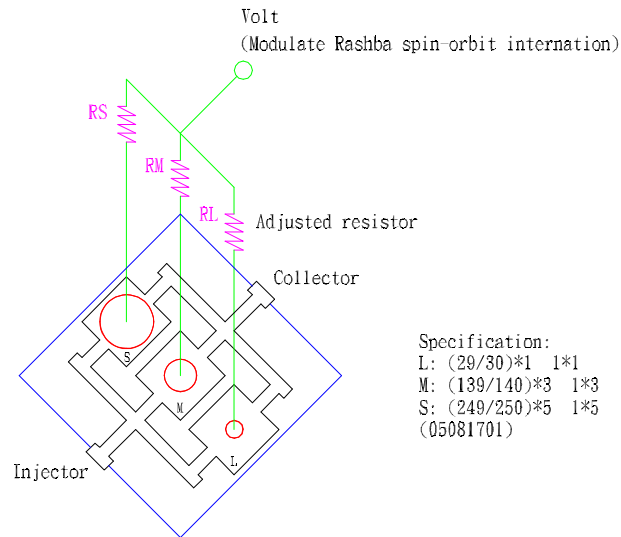 Volt
(Modulate Rashba spin-orbit internation)
RS
RM
RL
Adjusted resistor
Collector
S
M
L
Injector
Specification:
L: (29/30)*1 1*1
M: (139/140)*3 1*3
S: (249/250)*5 1*5
(05081701)